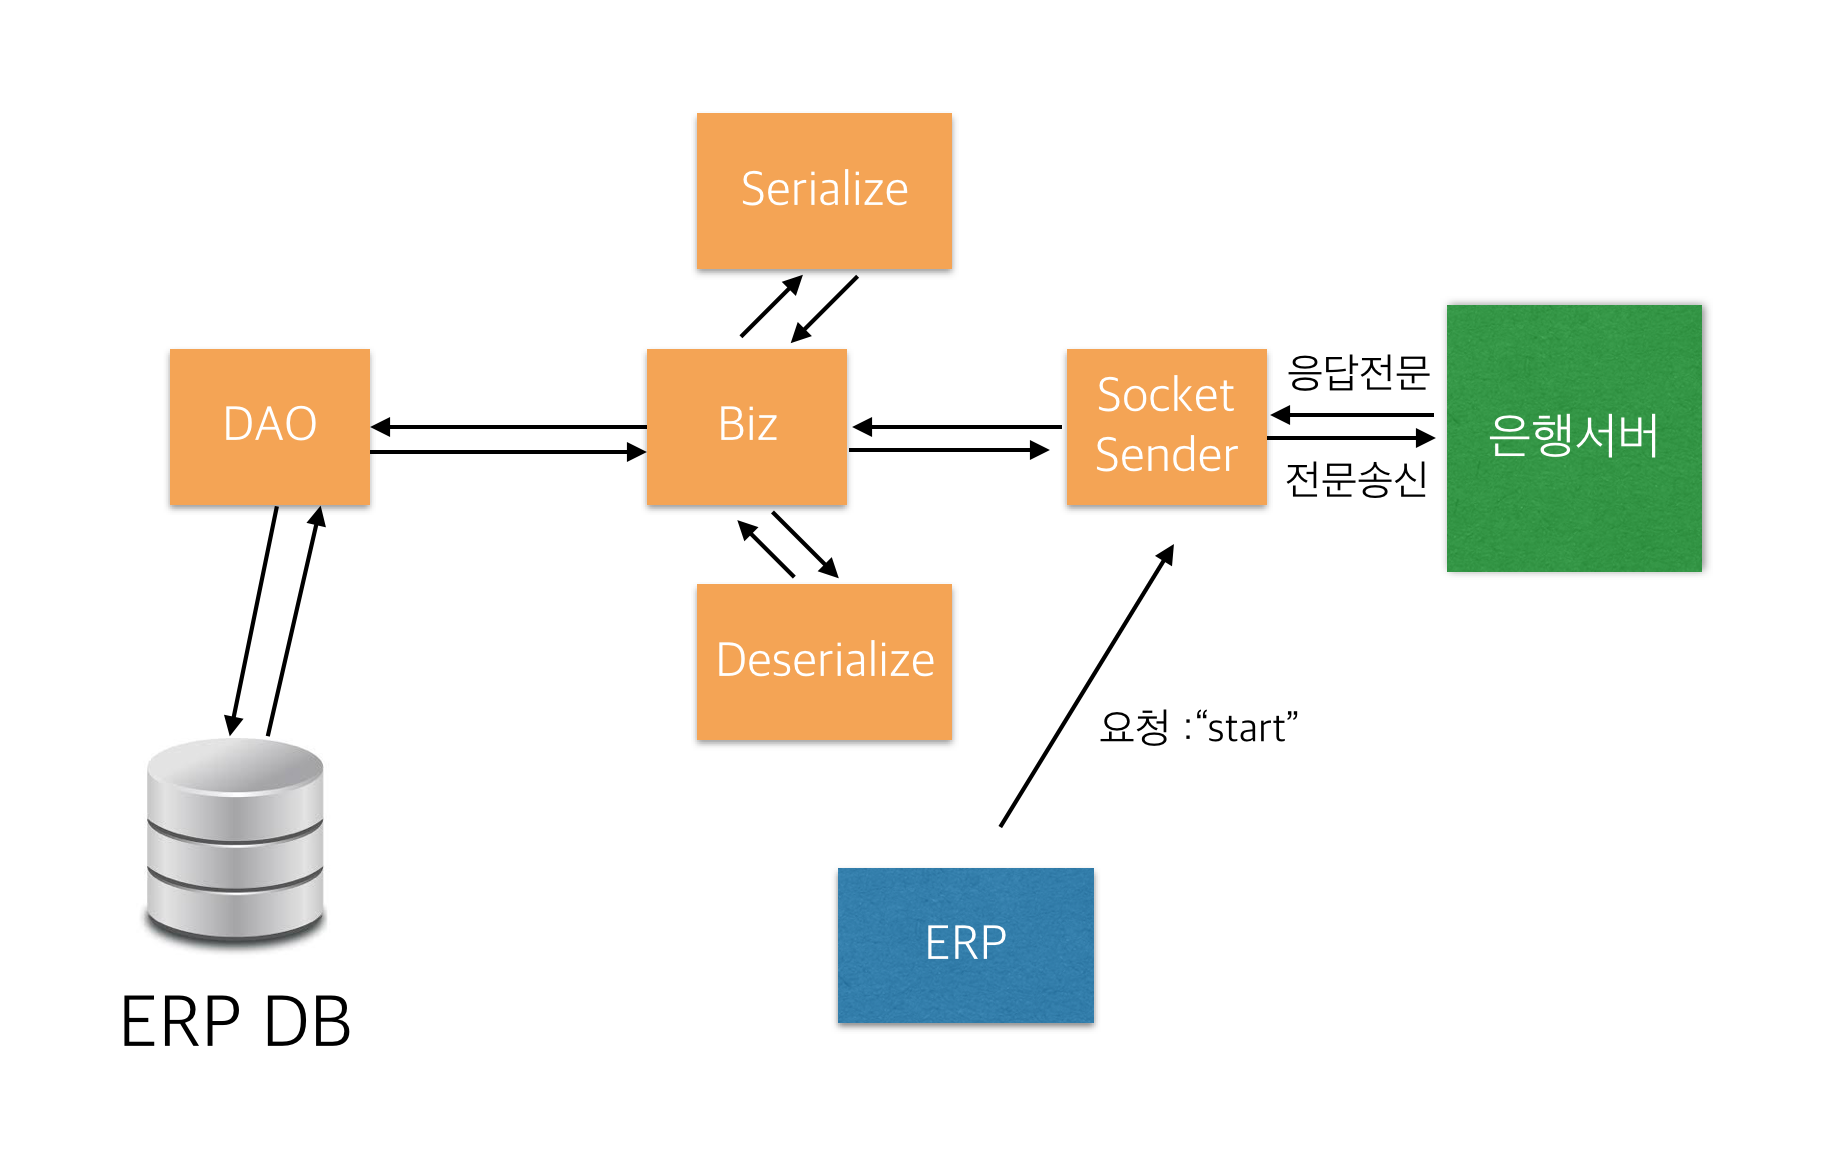 Serialize
DAO
Biz
Socket
Sender
응답전문
전문송신
은행서버
Deserialize
요청 :“start”
ERP
ERP DB